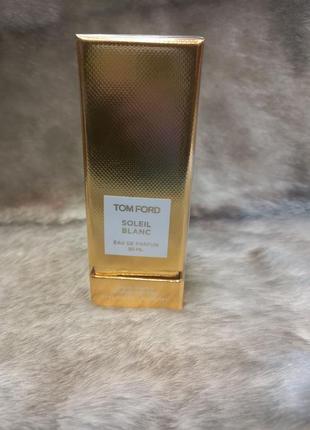 TOM FORD
SOLEIL
BLANC
EAU DE PARFUM